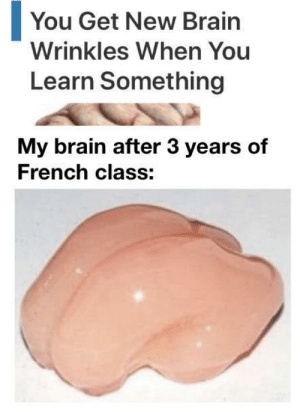 You Get New Brain
Wrinkles When You
Learn Something
My brain after 3 years of
French class: